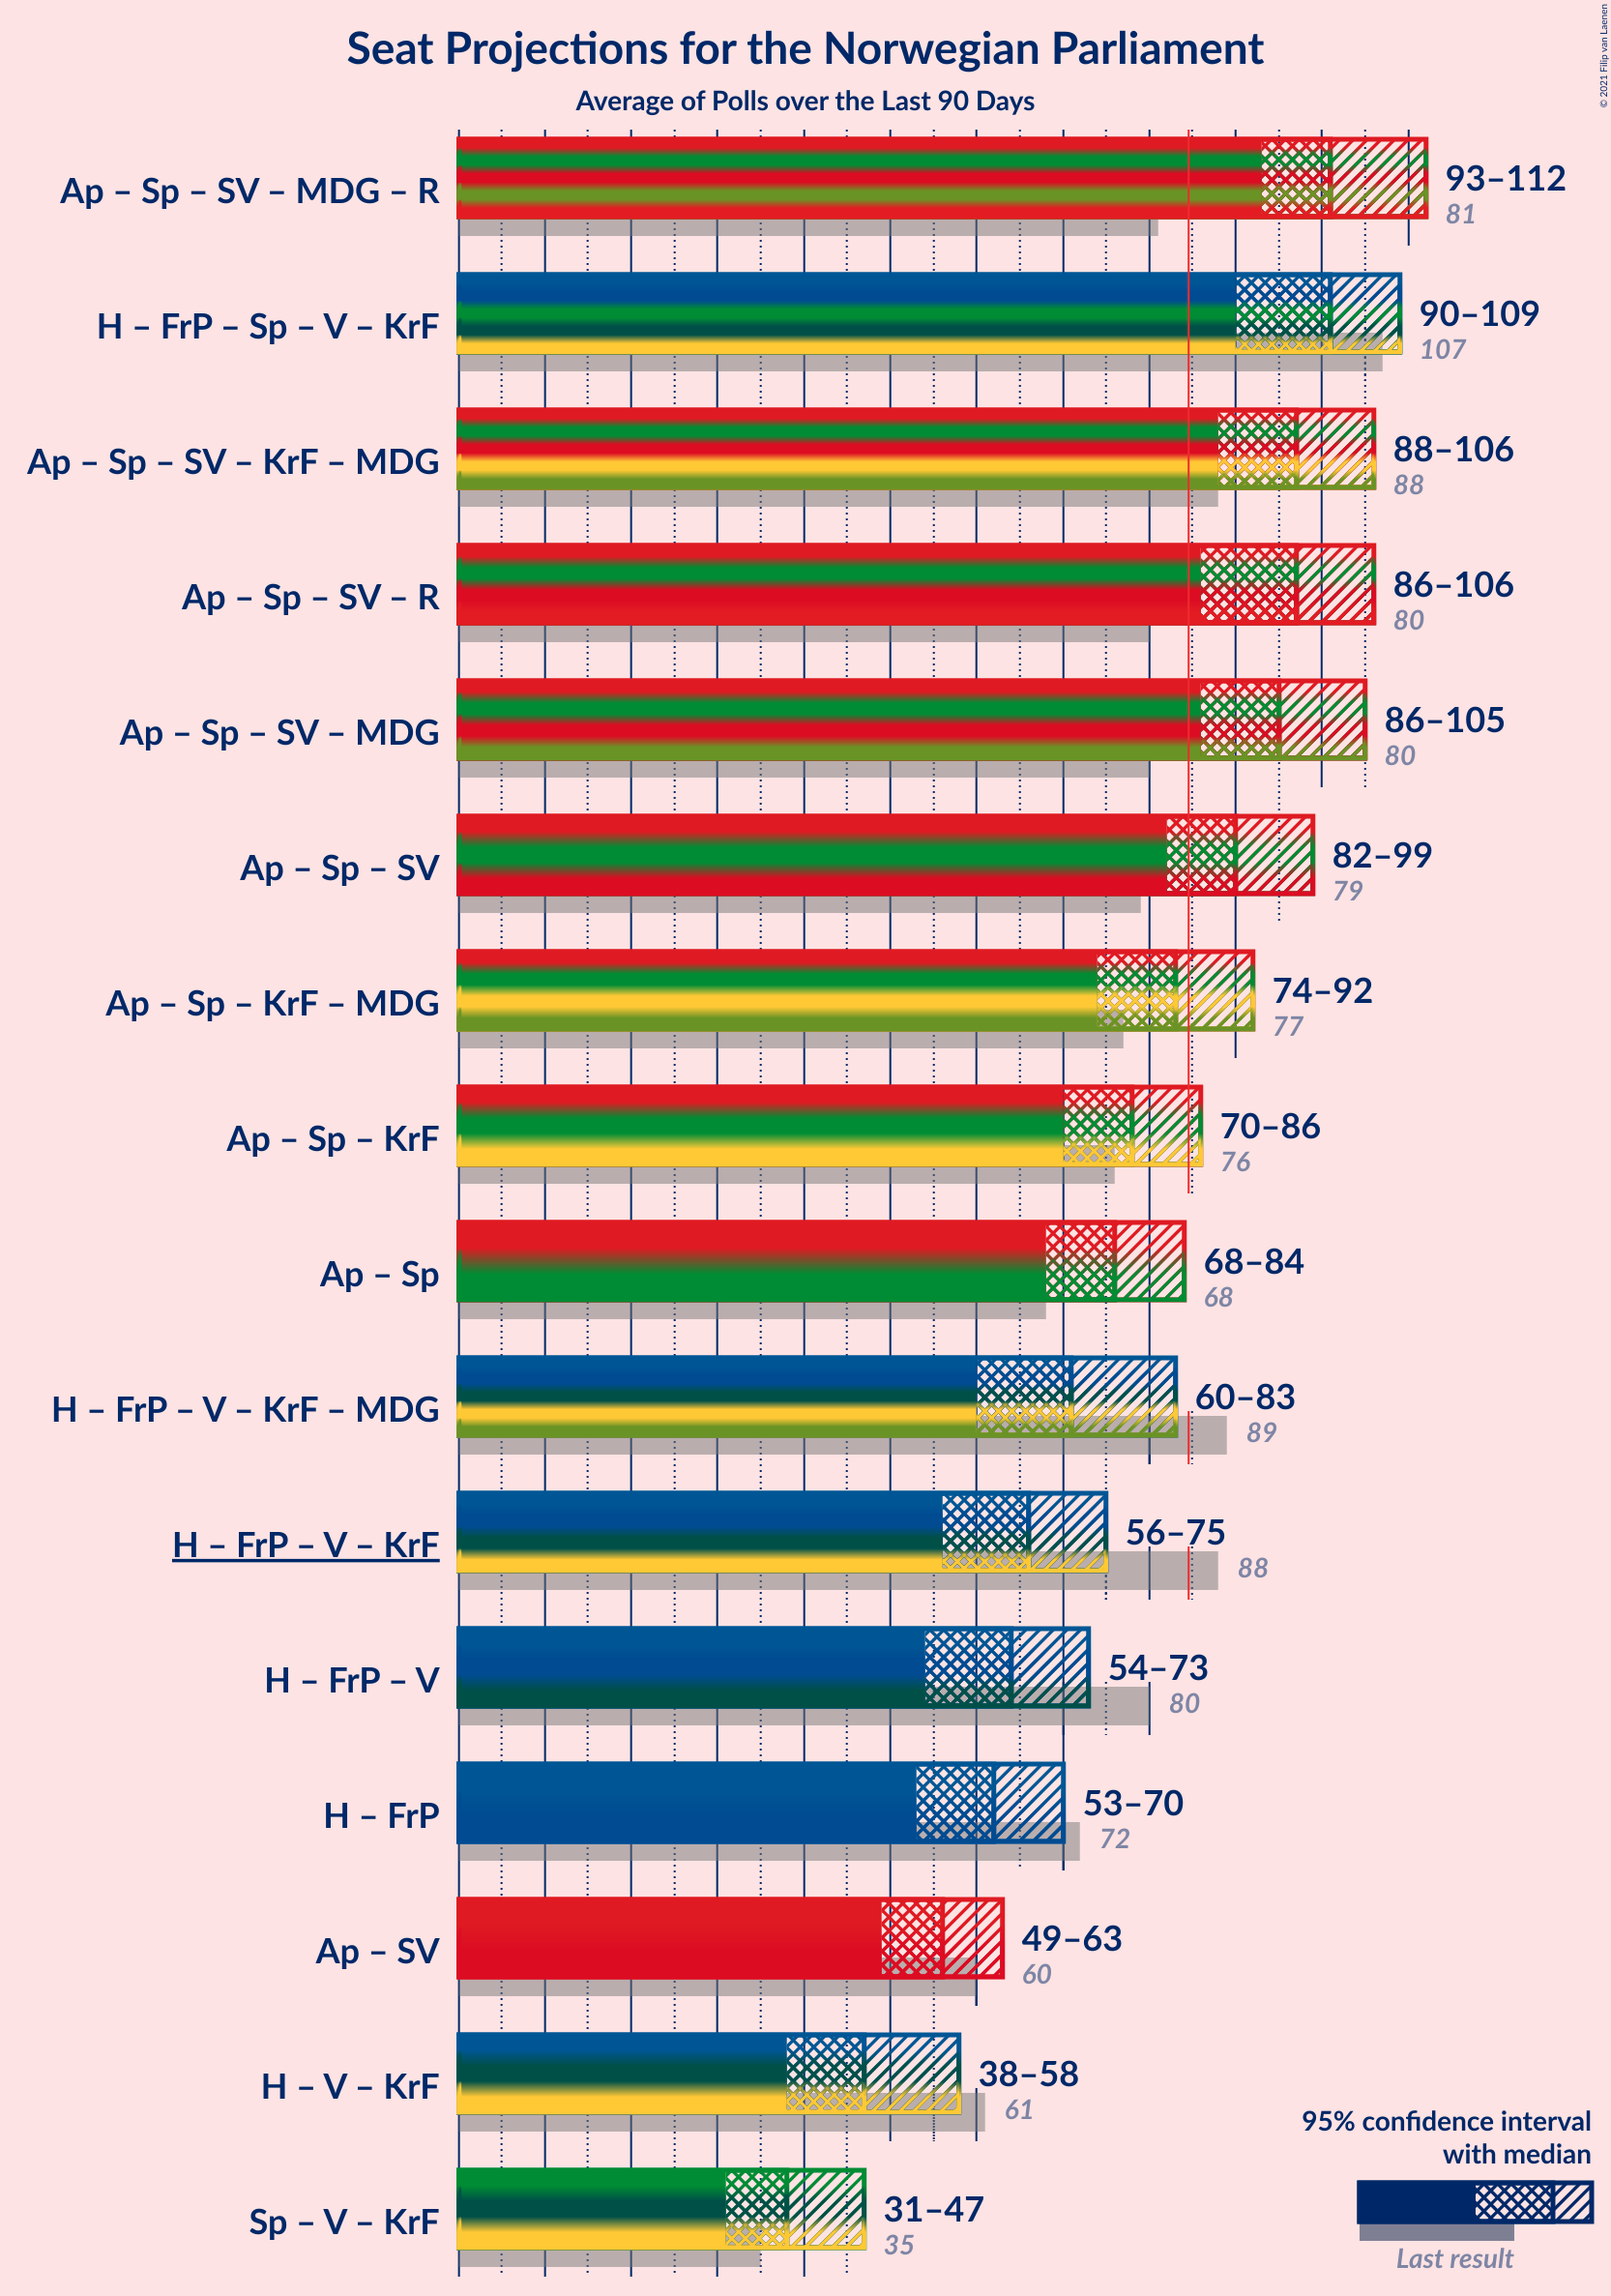 © 2021 Filip van Laenen
Seat Projections for the Norwegian Parliament
Average of Polls over the Last 90 Days
Ap – Sp – SV – MDG – R
93–112
81
H – FrP – Sp – V – KrF
90–109
107
Ap – Sp – SV – KrF – MDG
88–106
88
Ap – Sp – SV – R
86–106
80
Ap – Sp – SV – MDG
86–105
80
Ap – Sp – SV
82–99
79
Ap – Sp – KrF – MDG
74–92
77
Ap – Sp – KrF
70–86
76
Ap – Sp
68–84
68
H – FrP – V – KrF – MDG
60–83
89
H – FrP – V – KrF
56–75
88
H – FrP – V
54–73
80
H – FrP
53–70
72
Ap – SV
49–63
60
H – V – KrF
38–58
61
Sp – V – KrF
31–47
35
95% confidence interval
with median
Last result